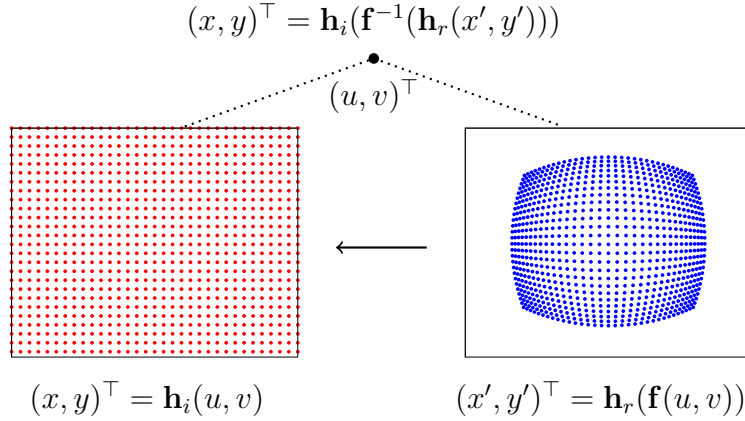 (x, y)⊤ = h_i(f⁻¹(h_r(x′, y′)))
(u, v)⊤
(x, y)⊤ = h_i(u, v)
(x′, y′)⊤ = h_r(f(u, v))